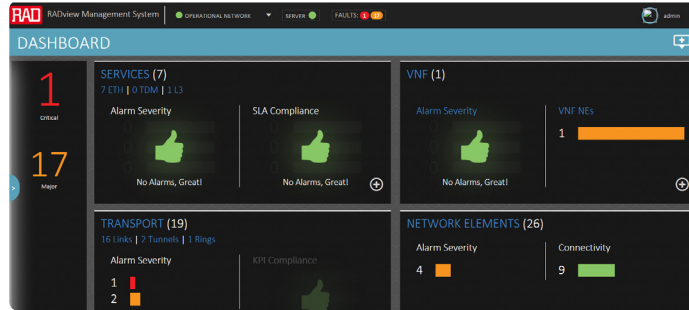 RAD RADview Management System OPERATIONAL NETWORK SERVER FAULTS: 1 17 admin
DASHBOARD
1
Critical
17
Major
SERVICES (7)
7 ETH | 0 TDM | 1 L3
Alarm Severity
No Alarms, Great!
SLA Compliance
No Alarms, Great!
VNF (1)
Alarm Severity
No Alarms, Great!
VNF NEs
1
TRANSPORT (19)
16 Links | 2 Tunnels | 1 Rings
Alarm Severity
1
2
KPI Compliance
NETWORK ELEMENTS (26)
Alarm Severity
4
Connectivity
9